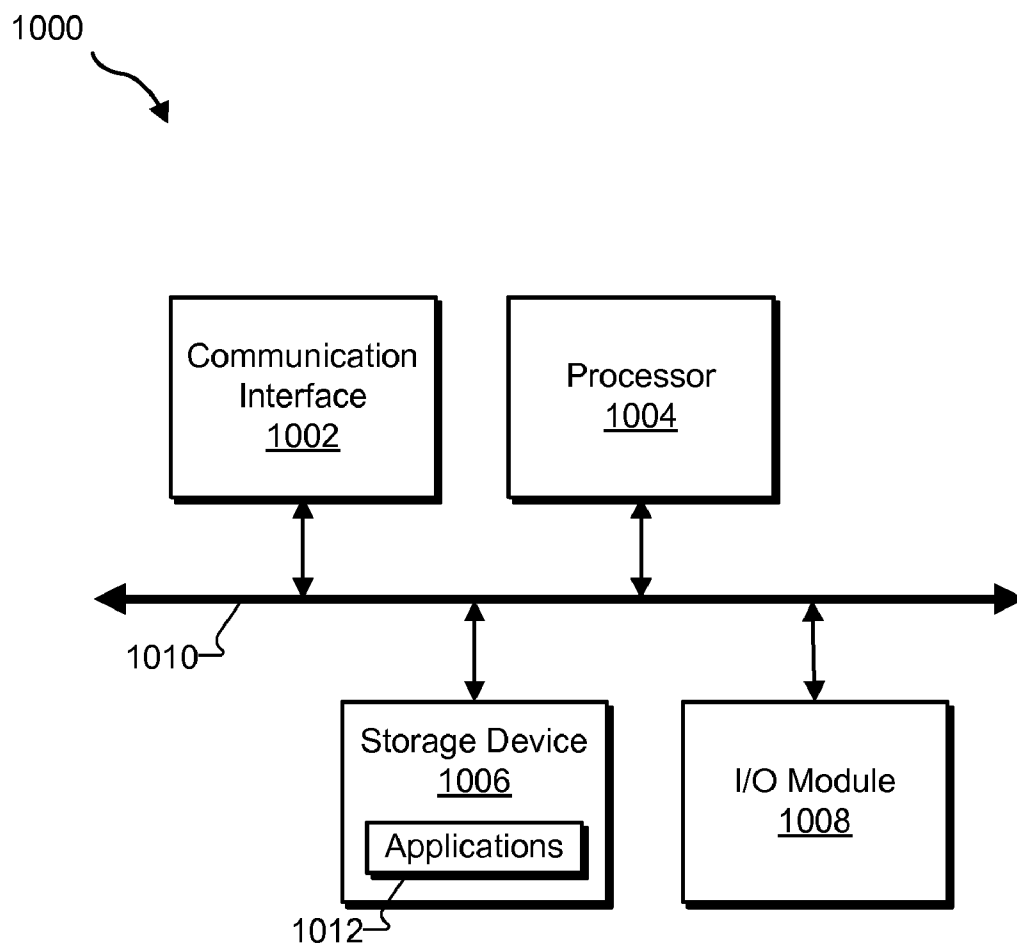 1000
Communication
Interface
1002
Processor
1004
1010
Storage Device
1006
Applications
1012
I/O Module
1008